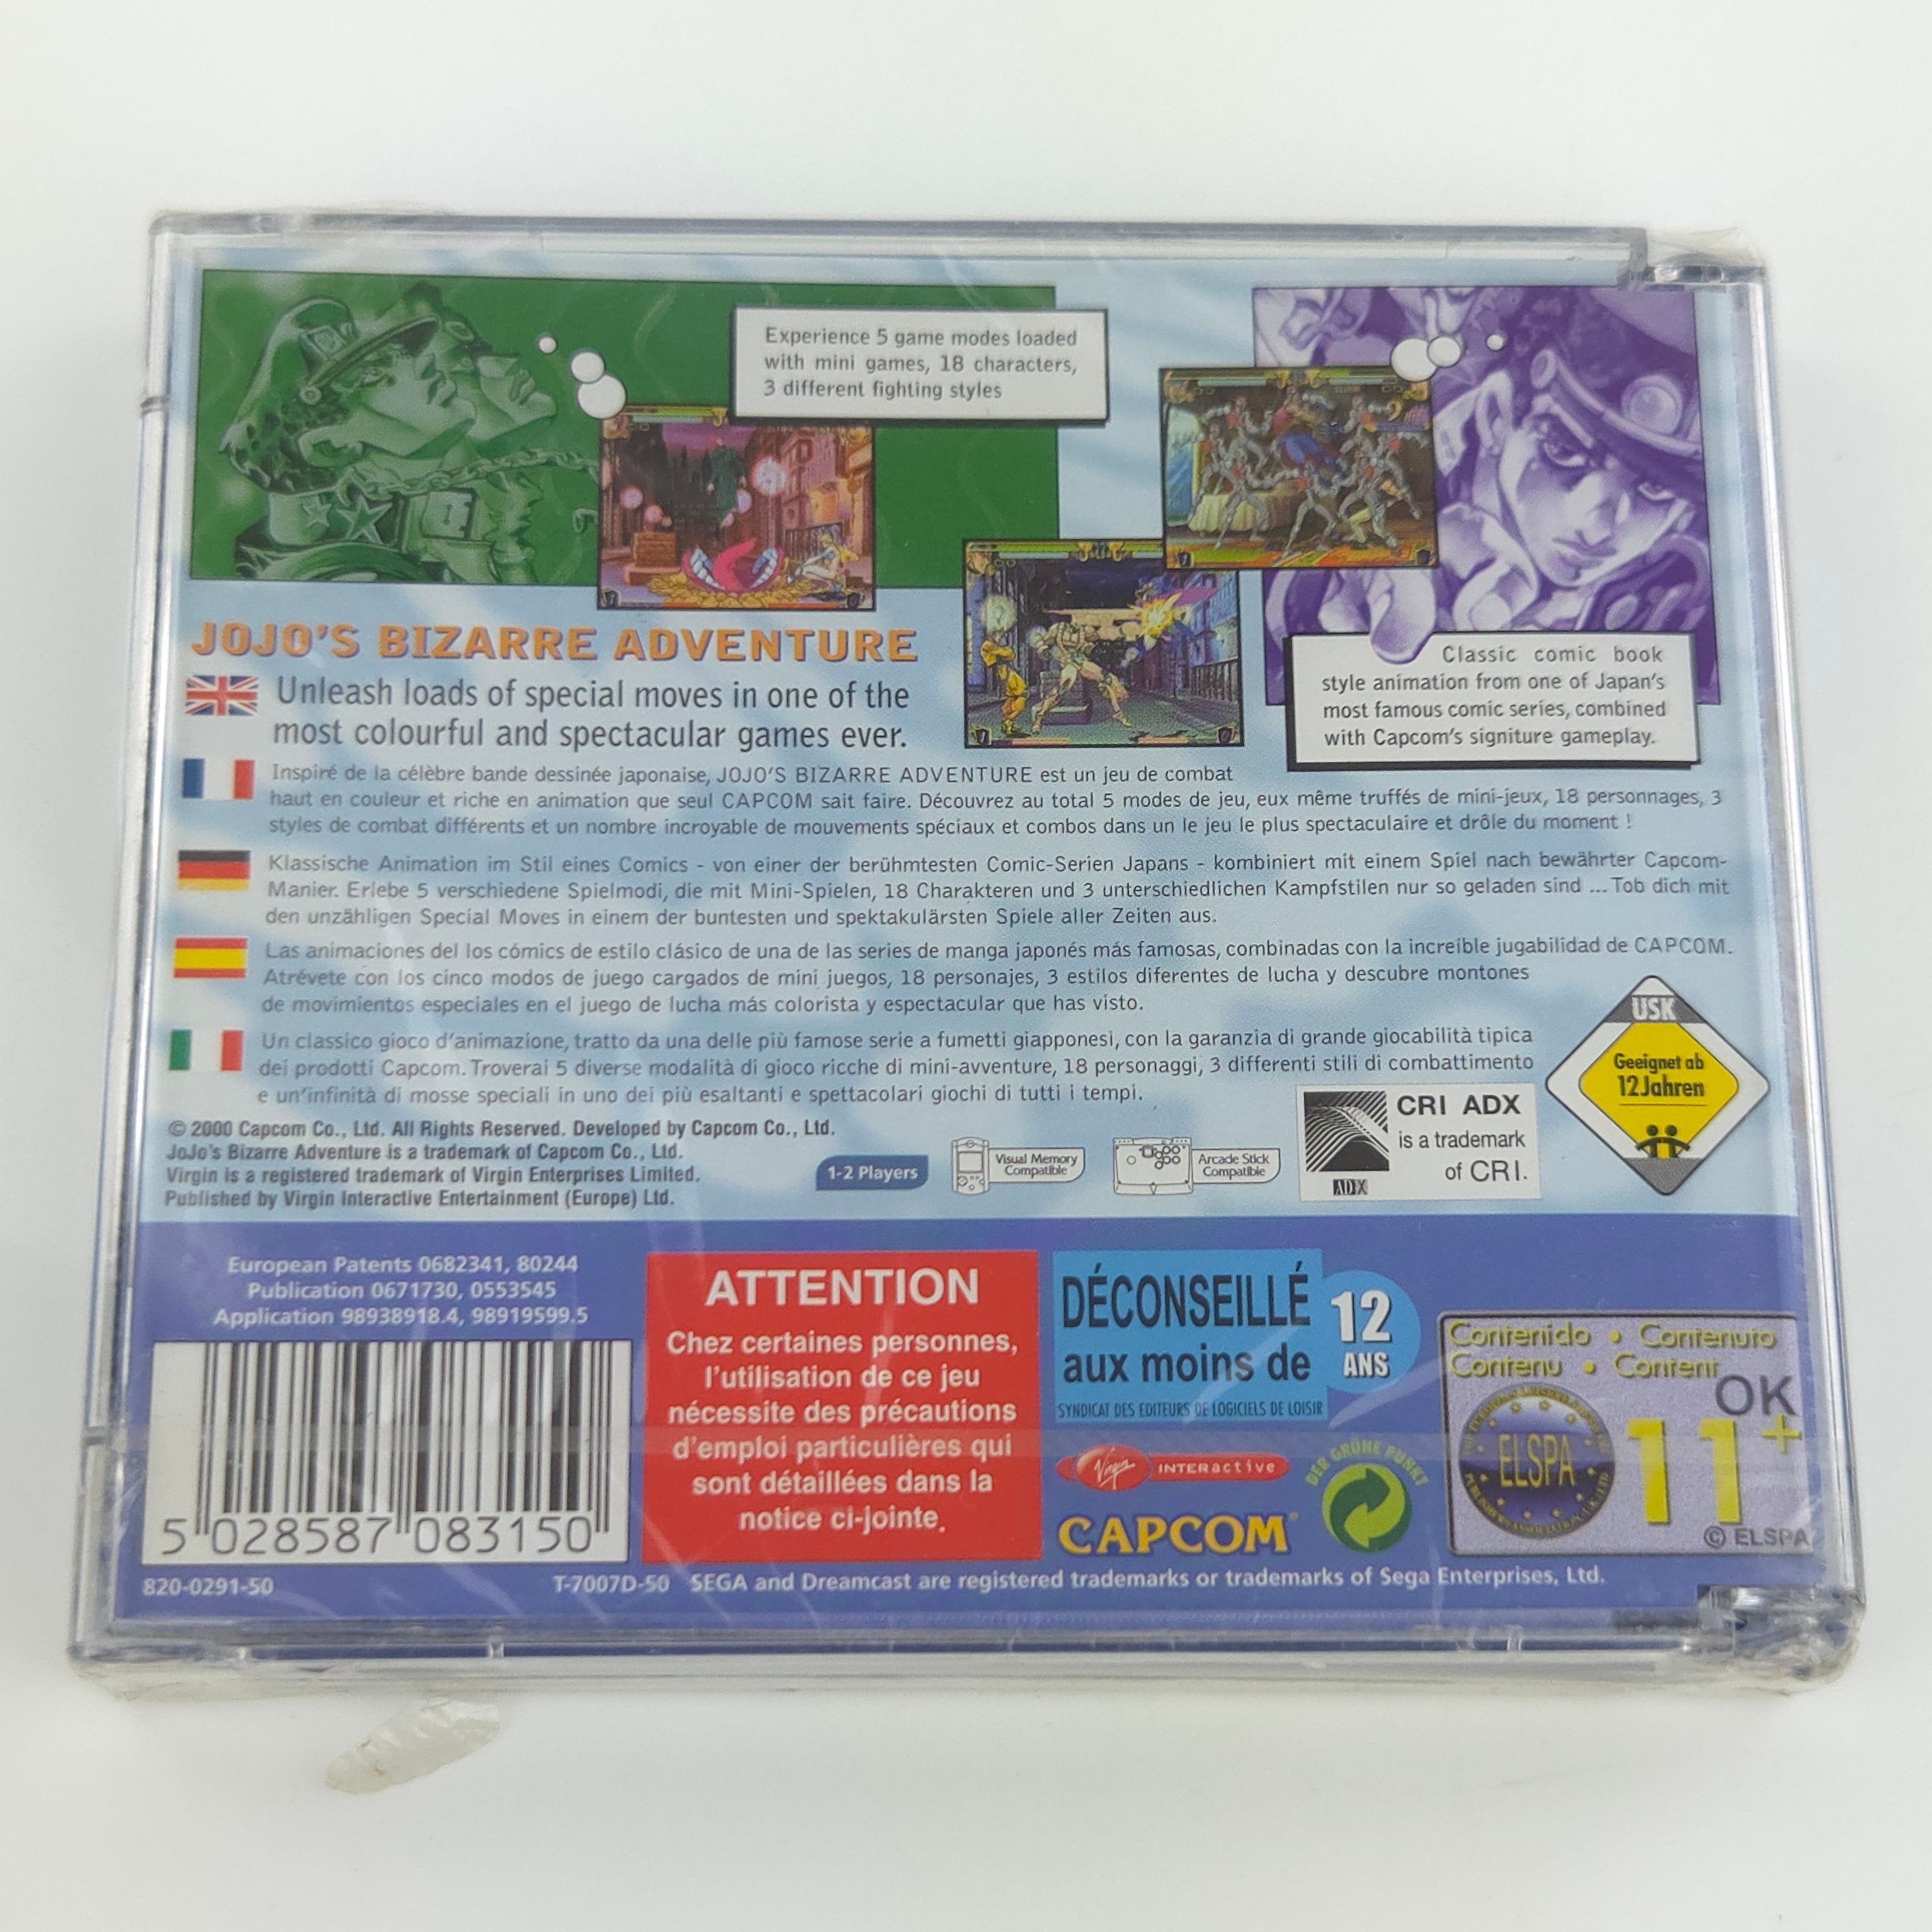 Experience 5 game modes loaded
with mini games, 18 characters,
3 different fighting styles
Classic comic book
style animation from one of Japan's
most famous comic series, combined
with Capcom's signiture gameplay.
JOJO'S BIZARRE ADVENTURE
Unleash loads of special moves in one of the
most colourful and spectacular games ever.
Inspiré de la célèbre bande dessinée japonaise, JOJO'S BIZARRE ADVENTURE est un jeu de combat
haut en couleur et riche en animation que seul CAPCOM sait faire. Découvrez au total 5 modes de jeu, eux même truffés de mini-jeux, 18 personnages, 3
styles de combat différents et un nombre incroyable de mouvements spéciaux et combos dans un le jeu le plus spectaculaire et drôle du moment !
Klassische Animation im Stil eines Comics - von einer der berühmtesten Comic-Serien Japans - kombiniert mit einem Spiel nach bewährter Capcom-
Manier. Erlebe 5 verschiedene Spielmodi, die mit Mini-Spielen, 18 Charakteren und 3 unterschiedlichen Kampfstilen nur so geladen sind ... Tob dich mit
den unzähligen Special Moves in einem der buntesten und spektakulärsten Spiele aller Zeiten aus.
Las animaciones del los cómics de estilo clásico de una de las series de manga japonés más famosas, combinadas con la increíble jugabilidad de CAPCOM.
Atrévete con los cinco modos de juego cargados de mini juegos, 18 personajes, 3 estilos diferentes de lucha y descubre montones
de movimientos especiales en el juego de lucha más colorista y espectacular que has visto.
Un classico gioco d'animazione, tratto da una delle più famose serie a fumetti giapponesi, con la garanzia di grande giocabilità tipica
dei prodotti Capcom. Troverai 5 diverse modalità di gioco ricche di mini-avventure, 18 personaggi, 3 differenti stili di combattimento
e un'infinità di mosse speciali in uno dei più esaltanti e spettacolari giochi di tutti i tempi.
USK
Geeignet ab
12Jahren
© 2000 Capcom Co., Ltd. All Rights Reserved. Developed by Capcom Co., Ltd.
JoJo's Bizarre Adventure is a trademark of Capcom Co., Ltd.
Virgin is a registered trademark of Virgin Enterprises Limited.
Published by Virgin Interactive Entertainment (Europe) Ltd.
1-2 Players
Visual Memory
Compatible
Arcade Stick
Compatible
ADX
CRI ADX
is a trademark
of CRI.
European Patents 0682341, 80244
Publication 0671730, 0553545
Application 98938918.4, 98919599.5
5 028587 083150
820-0291-50
ATTENTION
Chez certaines personnes,
l'utilisation de ce jeu
nécessite des précautions
d'emploi particulières qui
sont détaillées dans la
notice ci-jointe.
DÉCONSEILLÉ
aux moins de
12
ANS
SYNDICAT DES EDITEURS DE LOGICIELS DE LOISIR
Virgin INTERactive
CAPCOM
DER GRÜNE PUNKT
Contenido • Contenuto
Contenu • Content
OK
ELSPA
11+
© ELSPA
T-7007D-50 SEGA and Dreamcast are registered trademarks or trademarks of Sega Enterprises, Ltd.